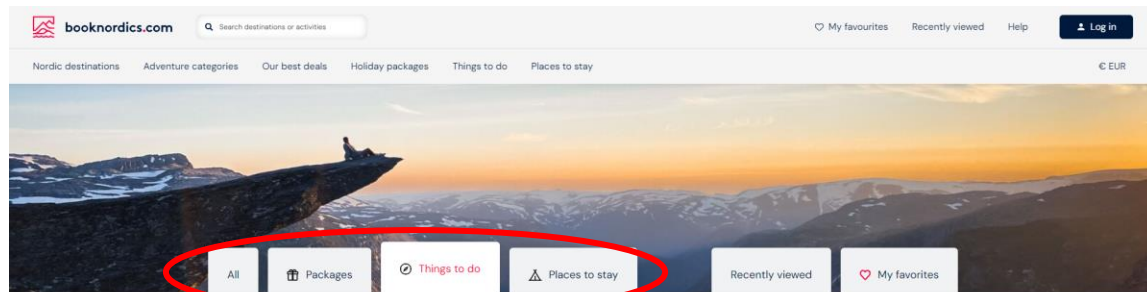 booknordics.com Search destinations or activities My favourites Recently viewed Help Log in
Nordic destinations Adventure categories Our best deals Holiday packages Things to do Places to stay € EUR
All Packages Things to do Places to stay Recently viewed My favorites